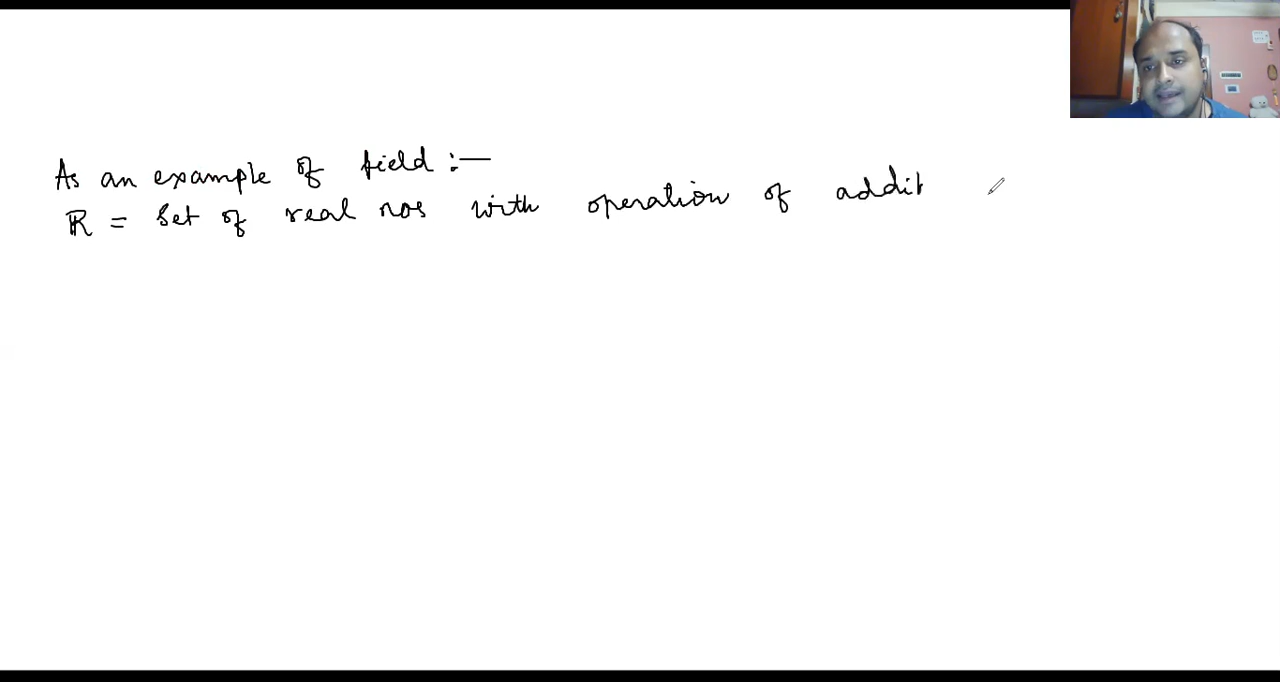 As an example of field :—
ℝ = Set of real nos with operation of addit